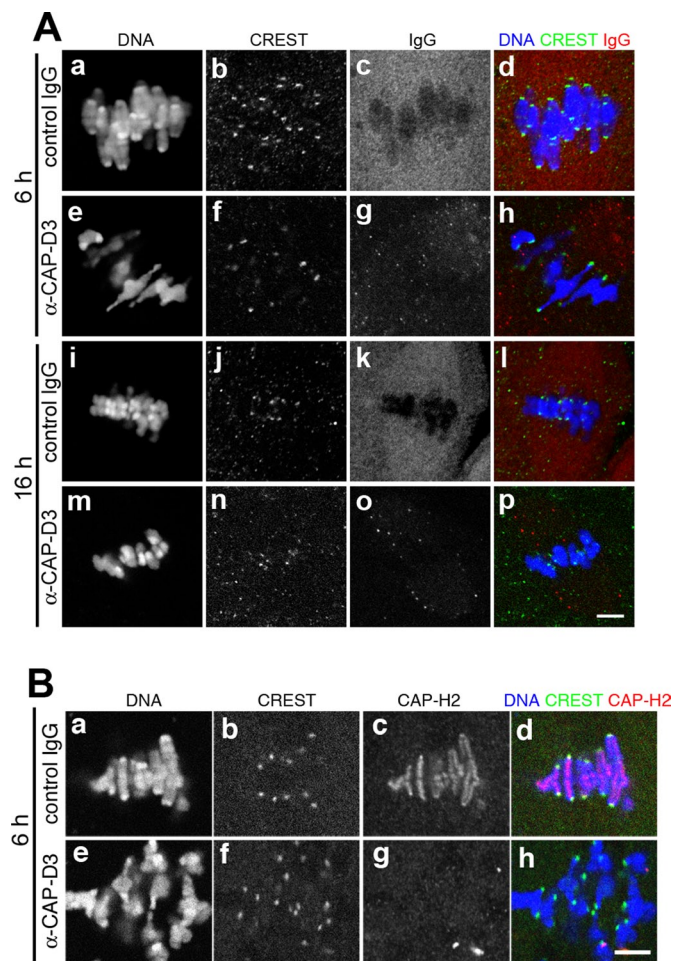 A
DNA CREST IgG DNA CREST IgG
6 h
control IgG
a b c d
α-CAP-D3
e f g h
16 h
control IgG
i j k l
α-CAP-D3
m n o p
B
DNA CREST CAP-H2 DNA CREST CAP-H2
6 h
control IgG
a b c d
α-CAP-D3
e f g h